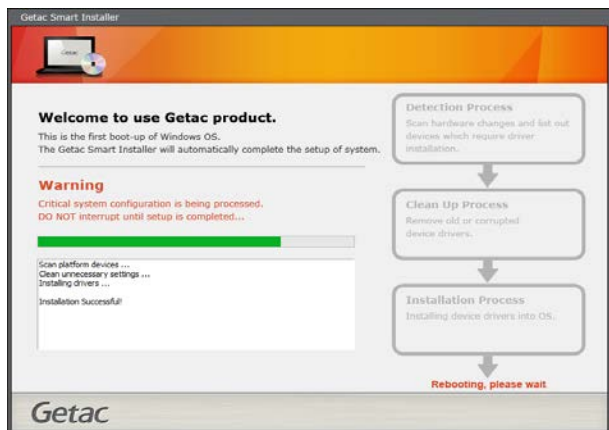 Getac Smart Installer
Getac
Welcome to use Getac product.
This is the first boot-up of Windows OS.
The Getac Smart Installer will automatically complete the setup of system.
Warning
Critical system configuration is being processed.
DO NOT interrupt until setup is completed...
Scan platform devices ...
Clean unnecessary settings ...
Installing drivers ...
Installation Successful!
Detection Process
Scan hardware changes and list out
devices which require driver
installation.
Clean Up Process
Remove old or corrupted
device drivers.
Installation Process
Installing device drivers into OS.
Rebooting, please wait
Getac